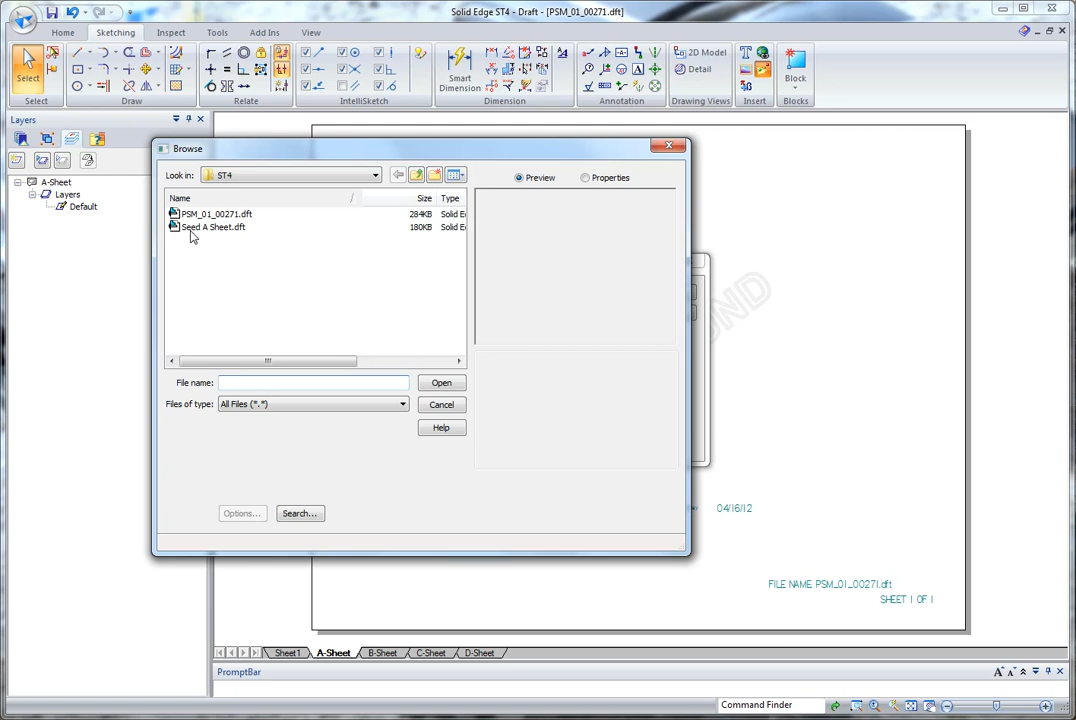 Solid Edge ST4 - Draft - [PSM_01_00271.dft]
Home Sketching Inspect Tools Add Ins View
Select
Smart Dimension
2D Model
Detail
Block
Select Draw Relate IntelliSketch Dimension Annotation Drawing Views Insert Blocks
Layers
A-Sheet
Layers
Default
Browse
Look in: ST4
Preview Properties
Name / Size Type
PSM_01_00271.dft 284KB Solid E
Seed A Sheet.dft 180KB Solid E
File name: Open
Files of type: All Files (*.*) Cancel
Help
Options... Search...
UND
04/16/12
FILE NAME PSM_01_00271.dft
SHEET 1 OF 1
Sheet1 A-Sheet B-Sheet C-Sheet D-Sheet
PromptBar
Command Finder